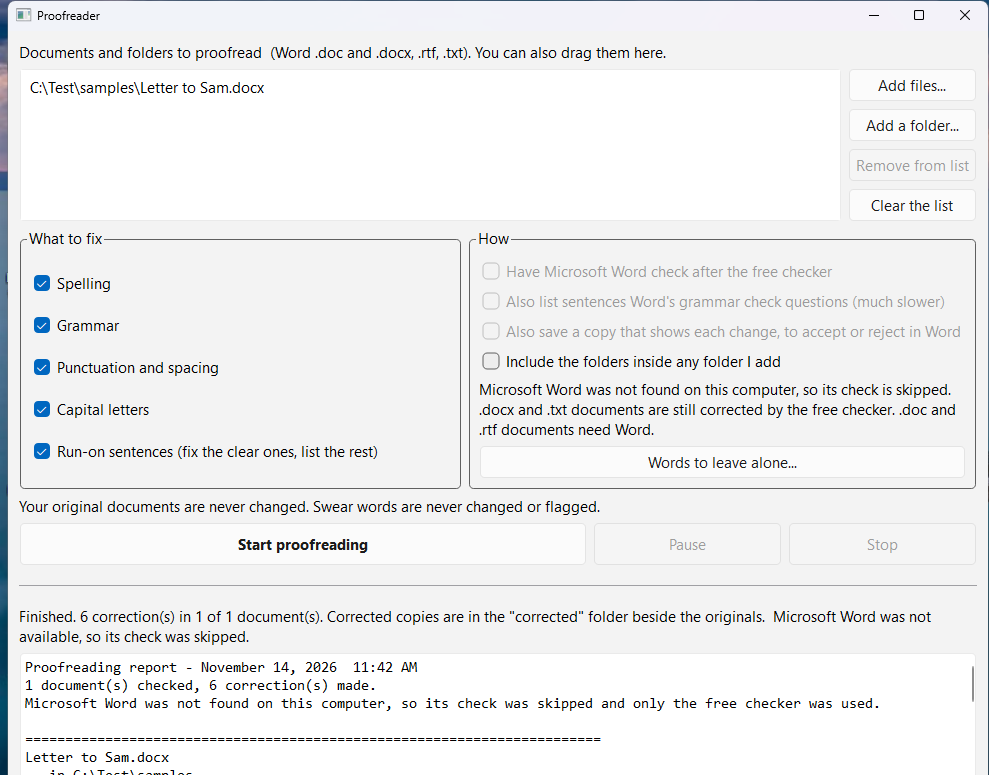 Proofreader
Documents and folders to proofread  (Word .doc and .docx, .rtf, .txt). You can also drag them here.
C:\Test\samples\Letter to Sam.docx
Add files...
Add a folder...
Remove from list
Clear the list
What to fix
Spelling
Grammar
Punctuation and spacing
Capital letters
Run-on sentences (fix the clear ones, list the rest)
How
Have Microsoft Word check after the free checker
Also list sentences Word's grammar check questions (much slower)
Also save a copy that shows each change, to accept or reject in Word
Include the folders inside any folder I add
Microsoft Word was not found on this computer, so its check is skipped.
.docx and .txt documents are still corrected by the free checker. .doc and
.rtf documents need Word.
Words to leave alone...
Your original documents are never changed. Swear words are never changed or flagged.
Start proofreading
Pause
Stop
Finished. 6 correction(s) in 1 of 1 document(s). Corrected copies are in the "corrected" folder beside the originals.  Microsoft Word was not
available, so its check was skipped.
Proofreading report - November 14, 2026  11:42 AM
1 document(s) checked, 6 correction(s) made.
Microsoft Word was not found on this computer, so its check was skipped and only the free checker was used.
========================================================================
Letter to Sam.docx
in C:\Test\samples